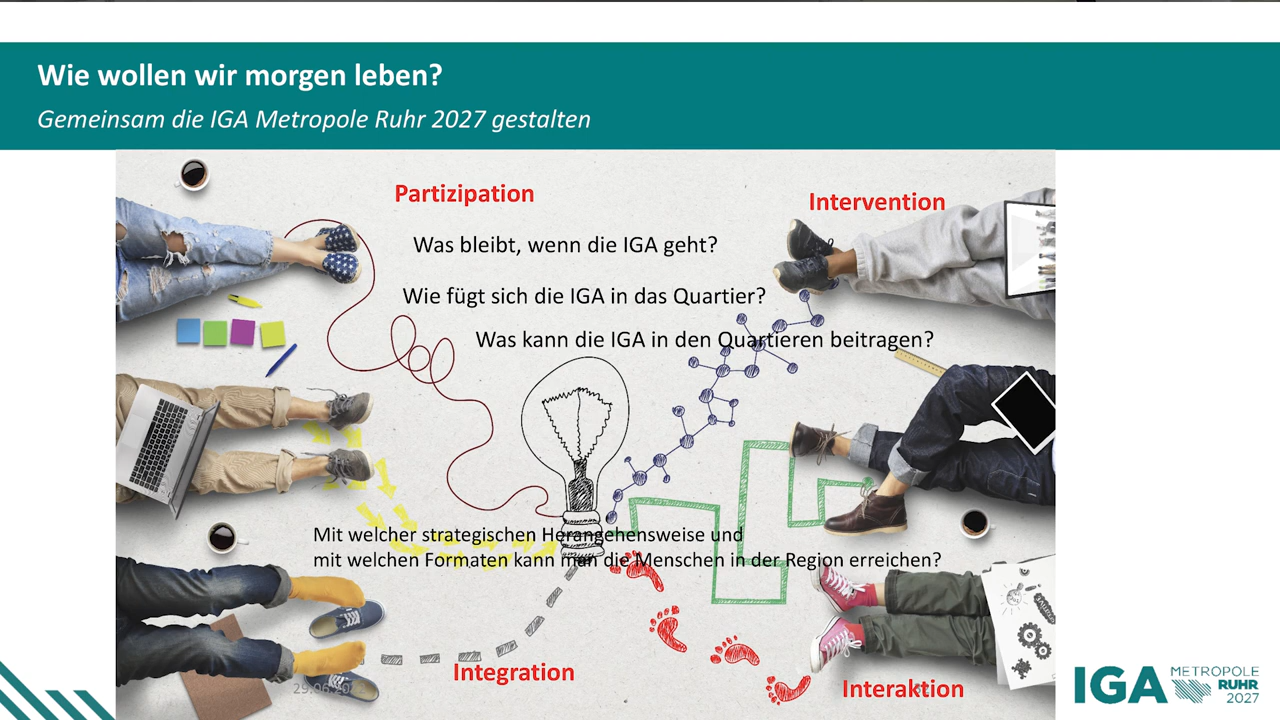 Wie wollen wir morgen leben?
Gemeinsam die IGA Metropole Ruhr 2027 gestalten
Partizipation
Intervention
Was bleibt, wenn die IGA geht?
Wie fügt sich die IGA in das Quartier?
Was kann die IGA in den Quartieren beitragen?
Mit welcher strategischen Herangehensweise und
mit welchen Formaten kann man die Menschen in der Region erreichen?
Integration
Interaktion
IGA
METROPOLE
RUHR
2027